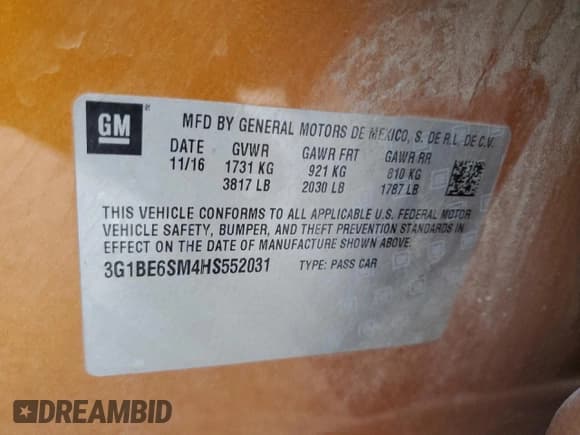 GM
MFD BY GENERAL MOTORS DE MEXICO, S. DE R.L. DE C.V.
DATE GVWR GAWR FRT GAWR RR
11/16 1731 KG 921 KG 810 KG
3817 LB 2030 LB 1787 LB
THIS VEHICLE CONFORMS TO ALL APPLICABLE U.S. FEDERAL MOTOR
VEHICLE SAFETY, BUMPER, AND THEFT PREVENTION STANDARDS IN
EFFECT ON THE DATE OF MANUFACTURE SHOWN ABOVE.
3G1BE6SM4HS552031 TYPE: PASS CAR
DREAMBID